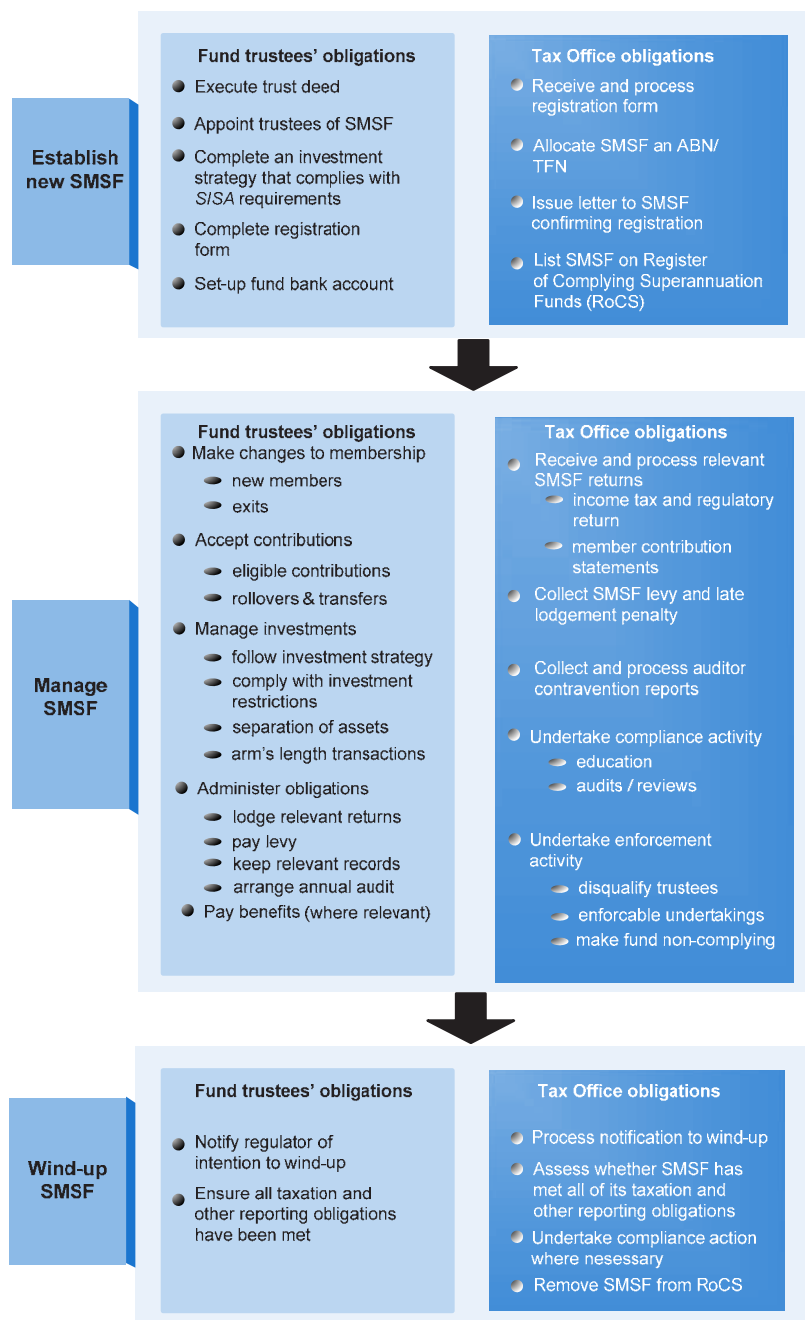 Establish
new SMSF
Fund trustees’ obligations
Execute trust deed
Appoint trustees of SMSF
Complete an investment
strategy that complies with
SISA requirements
Complete registration
form
Set-up fund bank account
Tax Office obligations
Receive and process
registration form
Allocate SMSF an ABN/
TFN
Issue letter to SMSF
confirming registration
List SMSF on Register
of Complying Superannuation
Funds (RoCS)
Manage
SMSF
Fund trustees’ obligations
Make changes to membership
new members
exits
Accept contributions
eligible contributions
rollovers & transfers
Manage investments
follow investment strategy
comply with investment
restrictions
separation of assets
arm’s length transactions
Administer obligations
lodge relevant returns
pay levy
keep relevant records
arrange annual audit
Pay benefits (where relevant)
Tax Office obligations
Receive and process relevant
SMSF returns
income tax and regulatory
return
member contribution
statements
Collect SMSF levy and late
lodgement penalty
Collect and process auditor
contravention reports
Undertake compliance activity
education
audits / reviews
Undertake enforcement
activity
disqualify trustees
enforcable undertakings
make fund non-complying
Wind-up
SMSF
Fund trustees’ obligations
Notify regulator of
intention to wind-up
Ensure all taxation and
other reporting obligations
have been met
Tax Office obligations
Process notification to wind-up
Assess whether SMSF has
met all of its taxation and
other reporting obligations
Undertake compliance action
where nesessary
Remove SMSF from RoCS